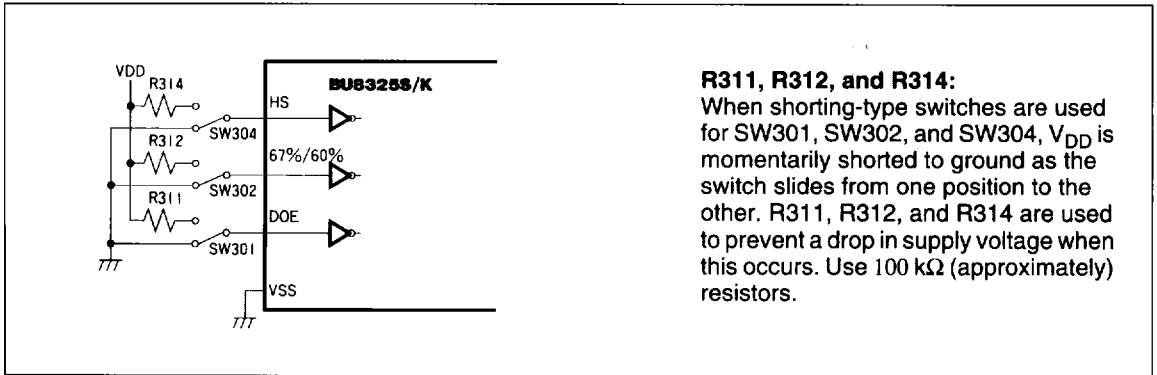 VDD
R314
BU8325S/K
HS
SW304
R312
67%/60%
SW302
R311
DOE
SW301
VSS
R311, R312, and R314:
When shorting-type switches are used
for SW301, SW302, and SW304, VDD is
momentarily shorted to ground as the
switch slides from one position to the
other. R311, R312, and R314 are used
to prevent a drop in supply voltage when
this occurs. Use 100 kΩ (approximately)
resistors.